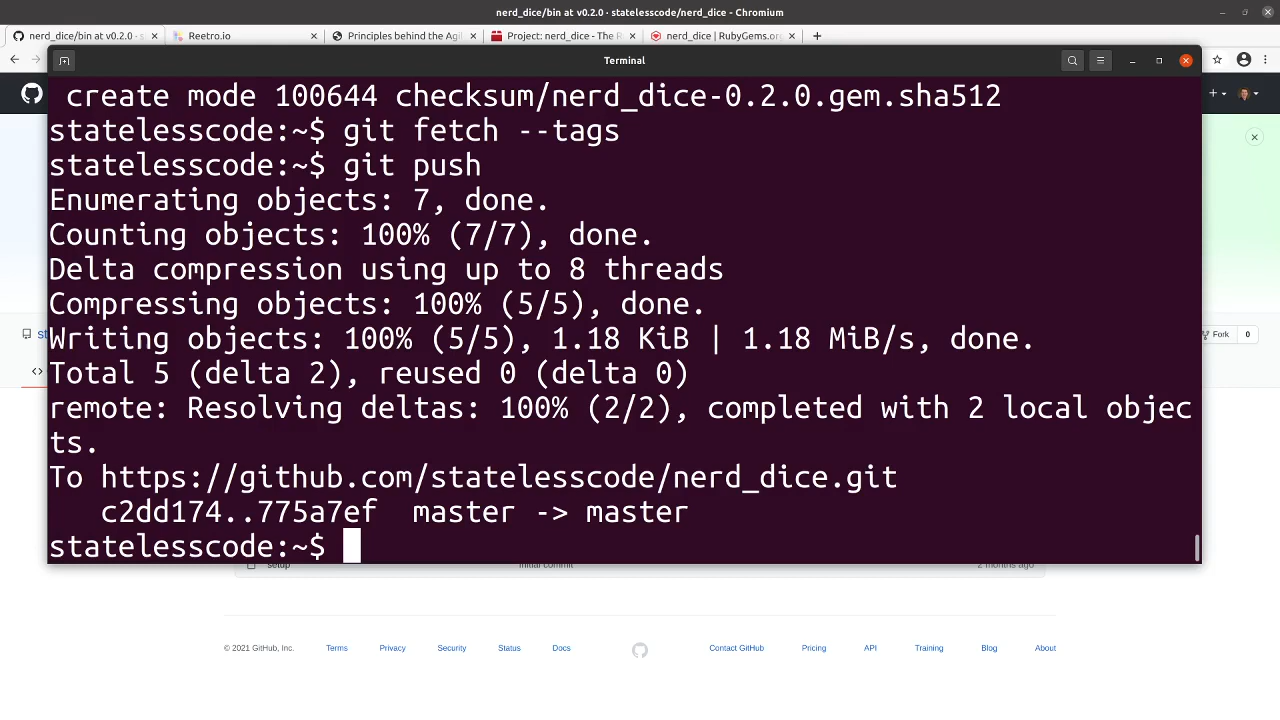 nerd_dice/bin at v0.2.0 · statelesscode/nerd_dice - Chromium
nerd_dice/bin at v0.2.0 · s
Reetro.io
Principles behind the Agil
Project: nerd_dice - The R
nerd_dice | RubyGems.org
Terminal
create mode 100644 checksum/nerd_dice-0.2.0.gem.sha512
statelesscode:~$ git fetch --tags
statelesscode:~$ git push
Enumerating objects: 7, done.
Counting objects: 100% (7/7), done.
Delta compression using up to 8 threads
Compressing objects: 100% (5/5), done.
Writing objects: 100% (5/5), 1.18 KiB | 1.18 MiB/s, done.
Total 5 (delta 2), reused 0 (delta 0)
remote: Resolving deltas: 100% (2/2), completed with 2 local objec
ts.
To https://github.com/statelesscode/nerd_dice.git
c2dd174..775a7ef master -> master
statelesscode:~$
st
Fork 0
setup initial commit 2 months ago
© 2021 GitHub, Inc. Terms Privacy Security Status Docs Contact GitHub Pricing API Training Blog About